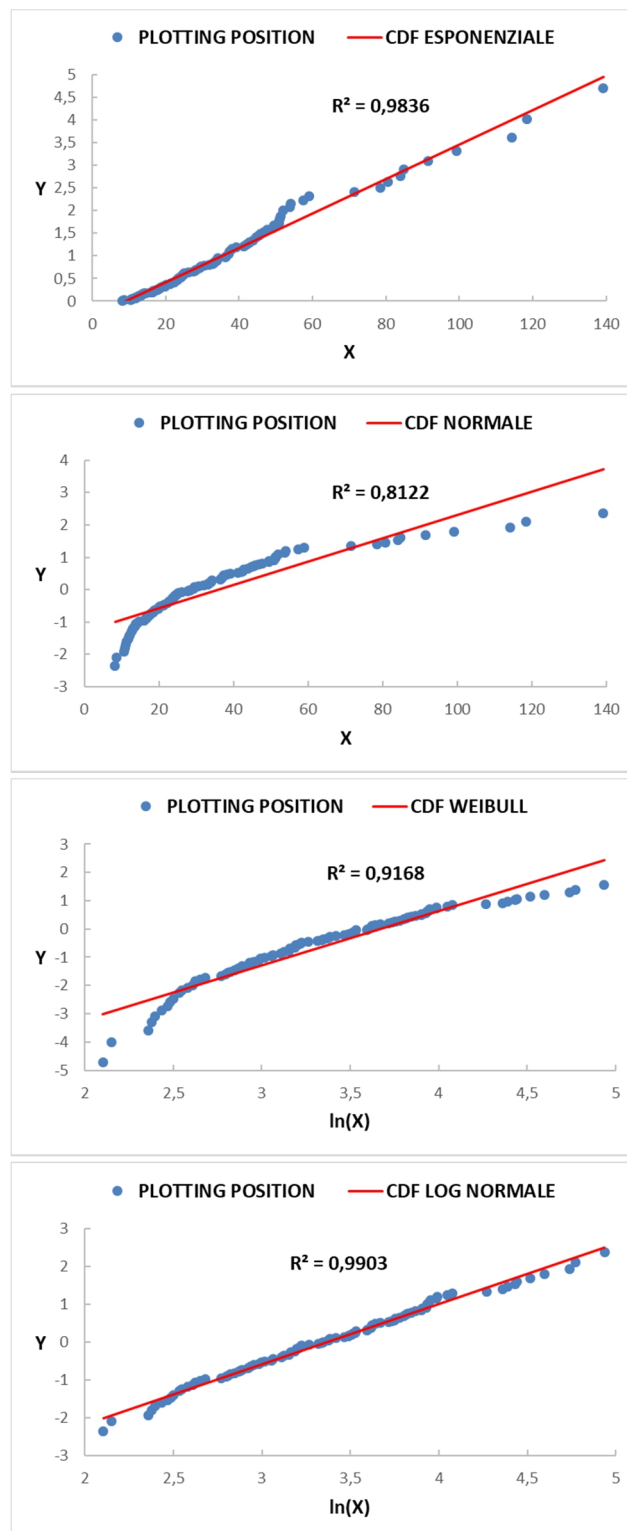 PLOTTING POSITION CDF ESPONENZIALE
5
4,5
4
3,5
3
2,5
2
1,5
1
0,5
0
Y
R² = 0,9836
0 20 40 60 80 100 120 140
X
PLOTTING POSITION CDF NORMALE
4
3
2
1
0
-1
-2
-3
Y
R² = 0,8122
0 20 40 60 80 100 120 140
X
PLOTTING POSITION CDF WEIBULL
3
2
1
0
-1
-2
-3
-4
-5
Y
R² = 0,9168
2 2,5 3 3,5 4 4,5 5
ln(X)
PLOTTING POSITION CDF LOG NORMALE
3
2
1
0
-1
-2
-3
Y
R² = 0,9903
2 2,5 3 3,5 4 4,5 5
ln(X)